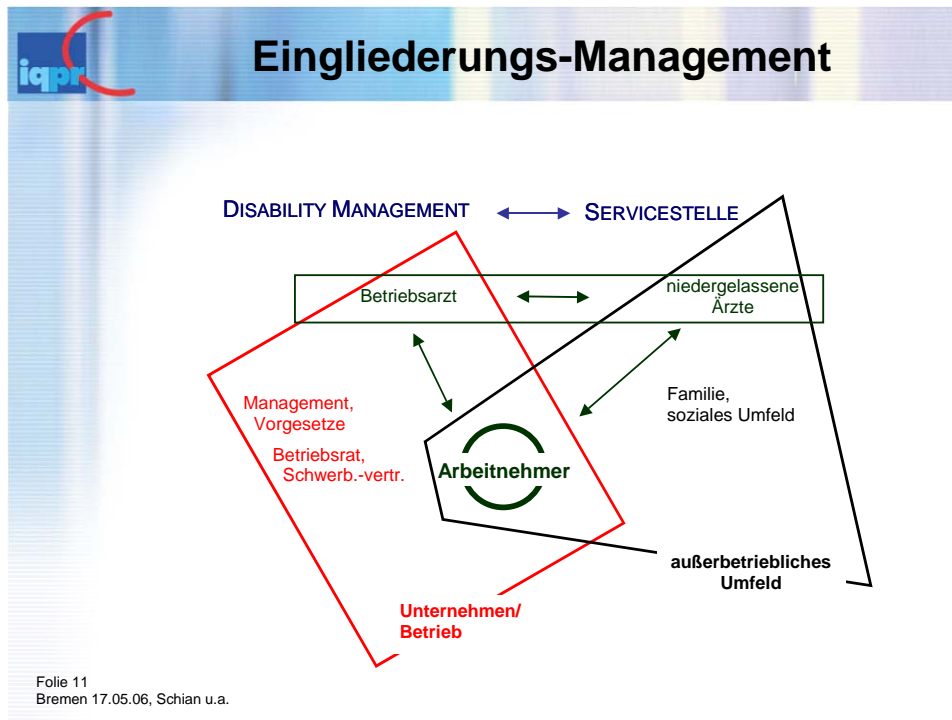 iqpr
Eingliederungs-Management
DISABILITY MANAGEMENT
SERVICESTELLE
Betriebsarzt
niedergelassene
Ärzte
Management,
Vorgesetze
Familie,
soziales Umfeld
Betriebsrat,
Schwerb.-vertr.
Arbeitnehmer
außerbetriebliches
Umfeld
Unternehmen/
Betrieb
Folie 11
Bremen 17.05.06, Schian u.a.